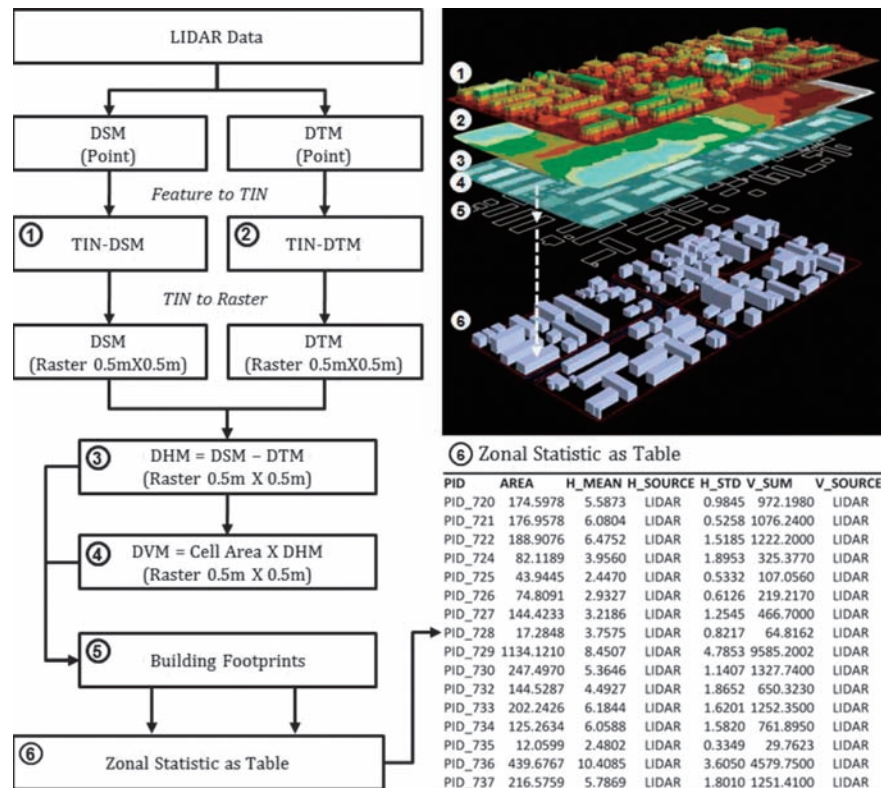 LIDAR Data
DSM
(Point)
DTM
(Point)
Feature to TIN
① TIN-DSM
② TIN-DTM
TIN to Raster
DSM
(Raster 0.5mX0.5m)
DTM
(Raster 0.5mX0.5m)
③ DHM = DSM – DTM
(Raster 0.5m X 0.5m)
④ DVM = Cell Area X DHM
(Raster 0.5m X 0.5m)
⑤ Building Footprints
⑥ Zonal Statistic as Table
1
2
3
4
5
6
⑥ Zonal Statistic as Table
PID AREA H_MEAN H_SOURCE H_STD V_SUM V_SOURCE
PID_720 174.5978 5.5873 LIDAR 0.9845 972.1980 LIDAR
PID_721 176.9578 6.0804 LIDAR 0.5258 1076.2400 LIDAR
PID_722 188.9076 6.4752 LIDAR 1.5185 1222.2000 LIDAR
PID_724 82.1189 3.9560 LIDAR 1.8953 325.3770 LIDAR
PID_725 43.9445 2.4470 LIDAR 0.5332 107.0560 LIDAR
PID_726 74.8091 2.9327 LIDAR 0.6126 219.2170 LIDAR
PID_727 144.4233 3.2186 LIDAR 1.2545 466.7000 LIDAR
PID_728 17.2848 3.7575 LIDAR 0.8217 64.8162 LIDAR
PID_729 1134.1210 8.4507 LIDAR 4.7853 9585.2002 LIDAR
PID_730 247.4970 5.3646 LIDAR 1.1407 1327.7400 LIDAR
PID_732 144.5287 4.4927 LIDAR 1.8652 650.3230 LIDAR
PID_733 202.2426 6.1844 LIDAR 1.6201 1252.3500 LIDAR
PID_734 125.2634 6.0588 LIDAR 1.5820 761.8950 LIDAR
PID_735 12.0599 2.4802 LIDAR 0.3349 29.7623 LIDAR
PID_736 439.6767 10.4085 LIDAR 3.6050 4579.7500 LIDAR
PID_737 216.5759 5.7869 LIDAR 1.8010 1251.4100 LIDAR